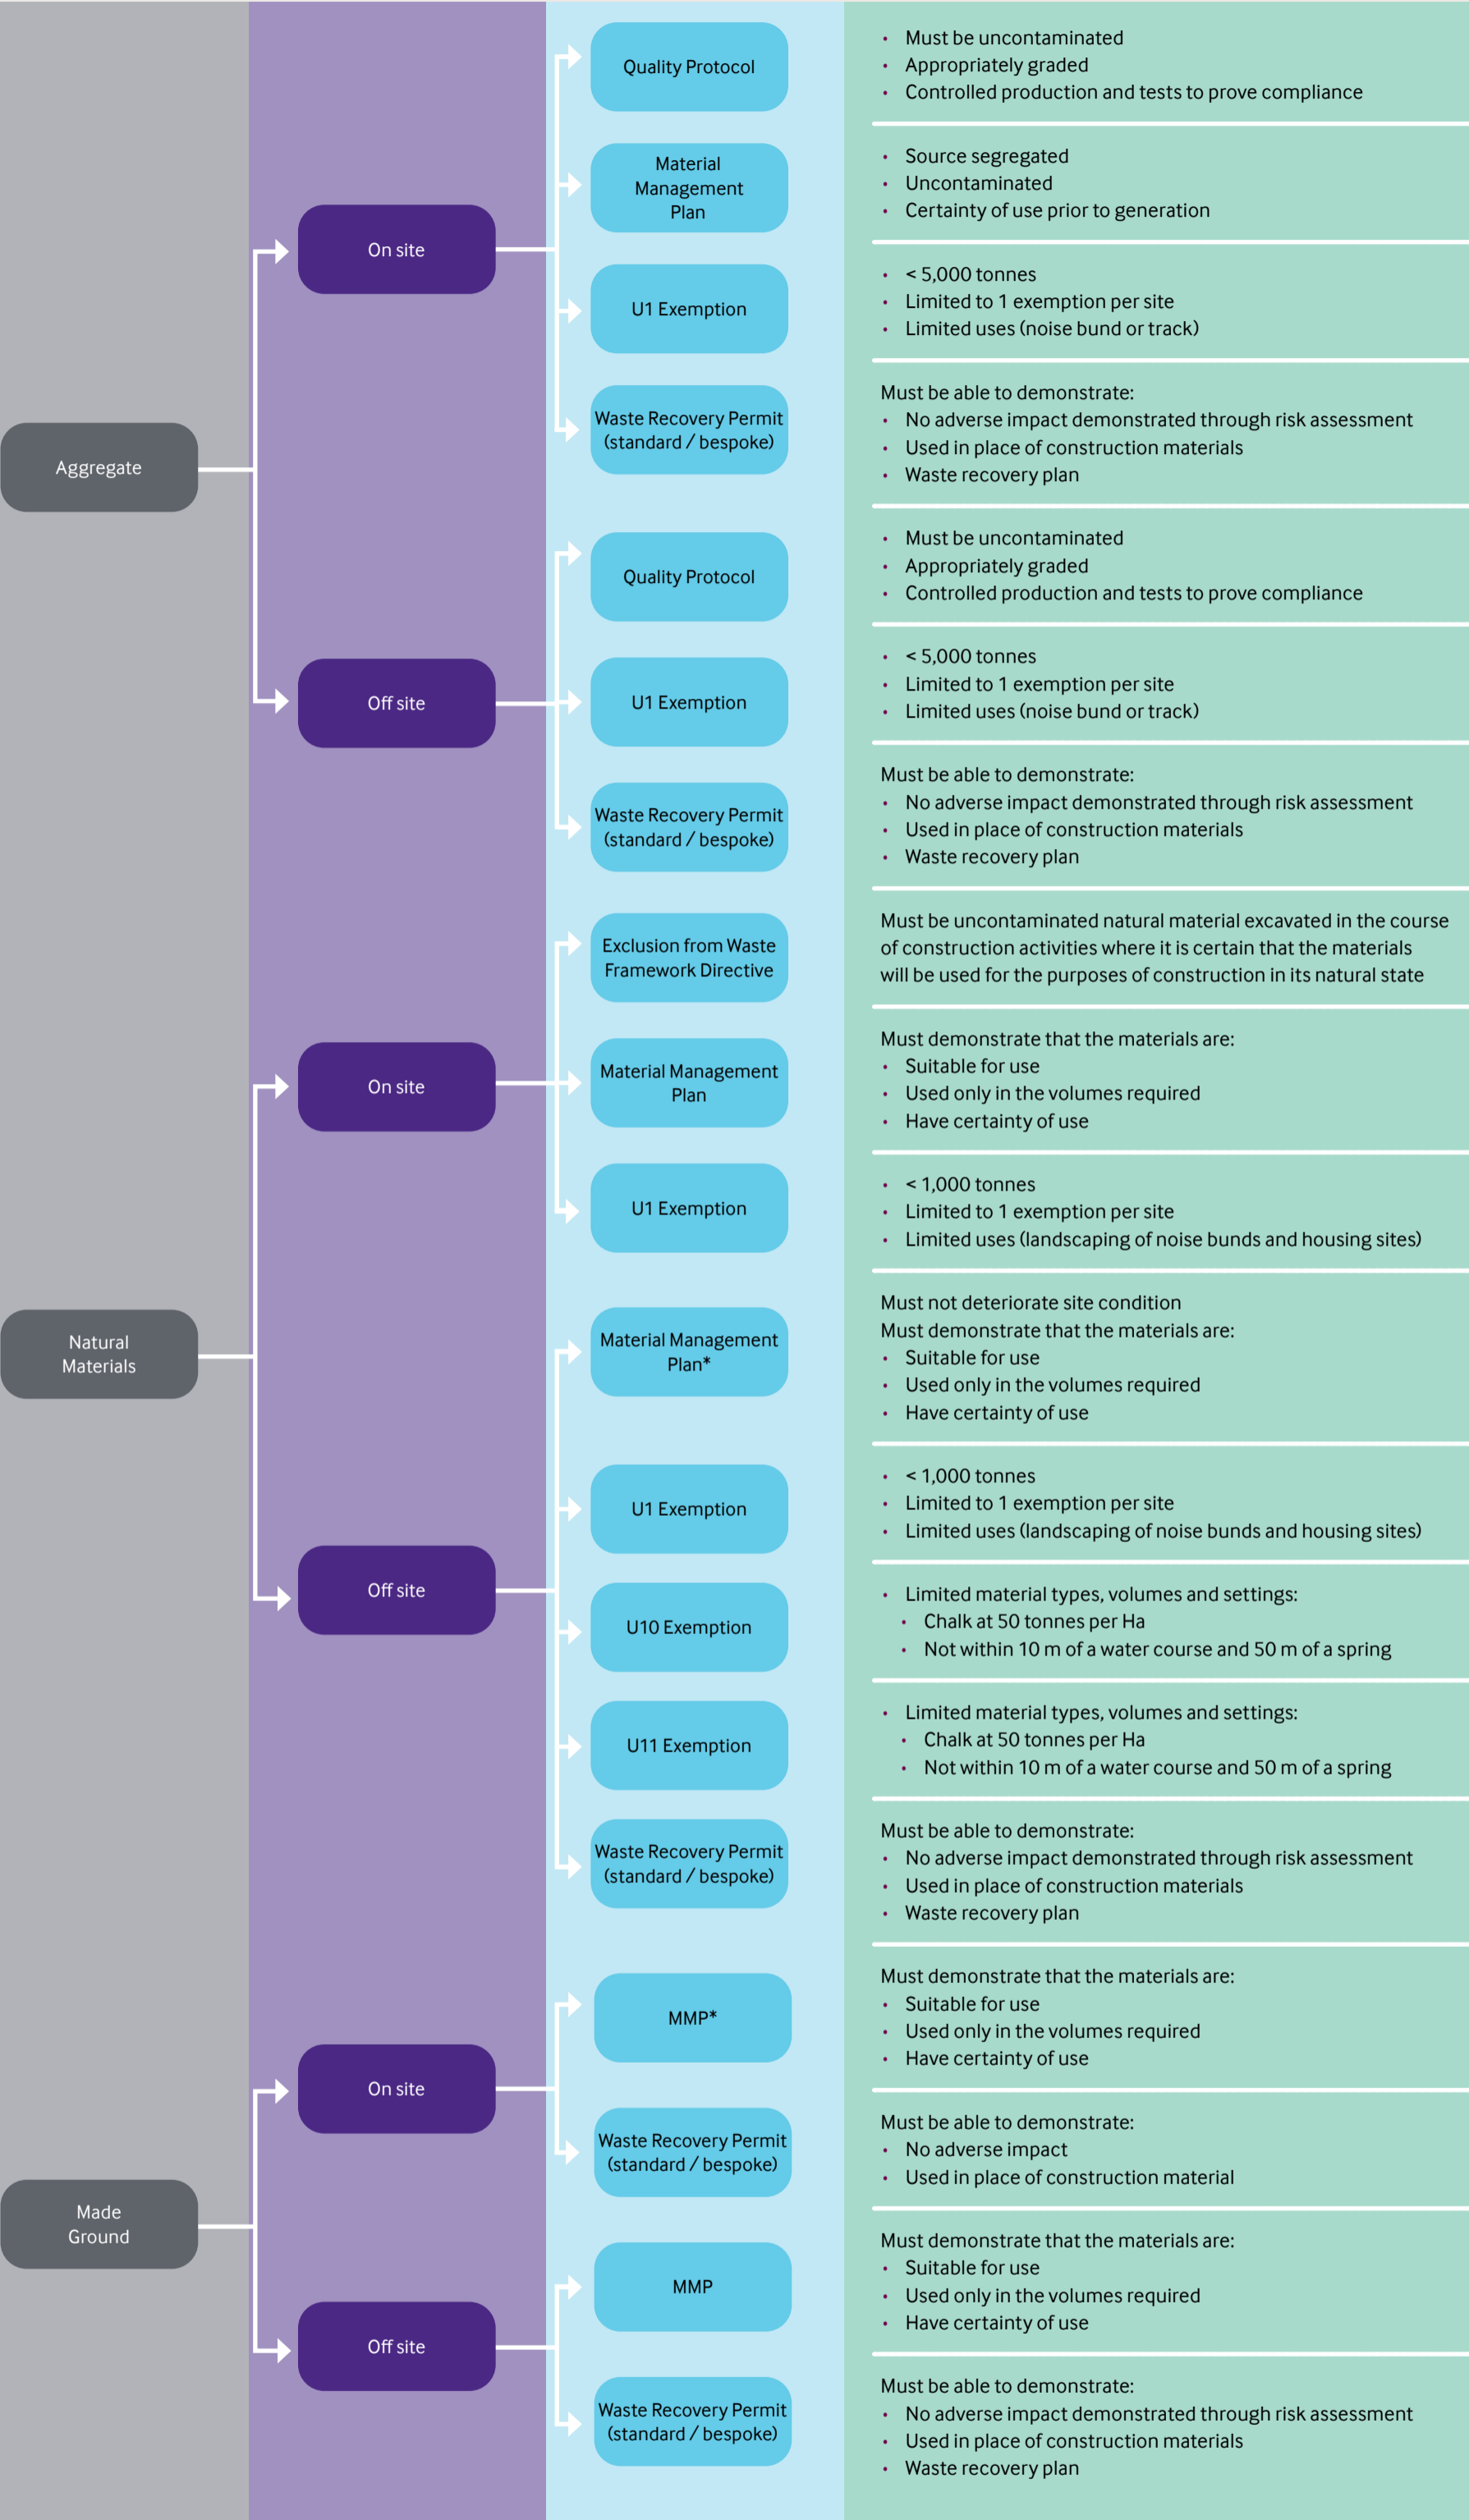 Aggregate
On site
Quality Protocol
• Must be uncontaminated
• Appropriately graded
• Controlled production and tests to prove compliance
Material
Management
Plan
• Source segregated
• Uncontaminated
• Certainty of use prior to generation
U1 Exemption
• < 5,000 tonnes
• Limited to 1 exemption per site
• Limited uses (noise bund or track)
Waste Recovery Permit
(standard / bespoke)
Must be able to demonstrate:
• No adverse impact demonstrated through risk assessment
• Used in place of construction materials
• Waste recovery plan
Off site
Quality Protocol
• Must be uncontaminated
• Appropriately graded
• Controlled production and tests to prove compliance
U1 Exemption
• < 5,000 tonnes
• Limited to 1 exemption per site
• Limited uses (noise bund or track)
Waste Recovery Permit
(standard / bespoke)
Must be able to demonstrate:
• No adverse impact demonstrated through risk assessment
• Used in place of construction materials
• Waste recovery plan
Natural
Materials
On site
Exclusion from Waste
Framework Directive
Must be uncontaminated natural material excavated in the course
of construction activities where it is certain that the materials
will be used for the purposes of construction in its natural state
Material Management
Plan
Must demonstrate that the materials are:
• Suitable for use
• Used only in the volumes required
• Have certainty of use
U1 Exemption
• < 1,000 tonnes
• Limited to 1 exemption per site
• Limited uses (landscaping of noise bunds and housing sites)
Off site
Material Management
Plan*
Must not deteriorate site condition
Must demonstrate that the materials are:
• Suitable for use
• Used only in the volumes required
• Have certainty of use
U1 Exemption
• < 1,000 tonnes
• Limited to 1 exemption per site
• Limited uses (landscaping of noise bunds and housing sites)
U10 Exemption
• Limited material types, volumes and settings:
• Chalk at 50 tonnes per Ha
• Not within 10 m of a water course and 50 m of a spring
U11 Exemption
• Limited material types, volumes and settings:
• Chalk at 50 tonnes per Ha
• Not within 10 m of a water course and 50 m of a spring
Waste Recovery Permit
(standard / bespoke)
Must be able to demonstrate:
• No adverse impact demonstrated through risk assessment
• Used in place of construction materials
• Waste recovery plan
Made
Ground
On site
MMP*
Must demonstrate that the materials are:
• Suitable for use
• Used only in the volumes required
• Have certainty of use
Waste Recovery Permit
(standard / bespoke)
Must be able to demonstrate:
• No adverse impact
• Used in place of construction material
Off site
MMP
Must demonstrate that the materials are:
• Suitable for use
• Used only in the volumes required
• Have certainty of use
Waste Recovery Permit
(standard / bespoke)
Must be able to demonstrate:
• No adverse impact demonstrated through risk assessment
• Used in place of construction materials
• Waste recovery plan